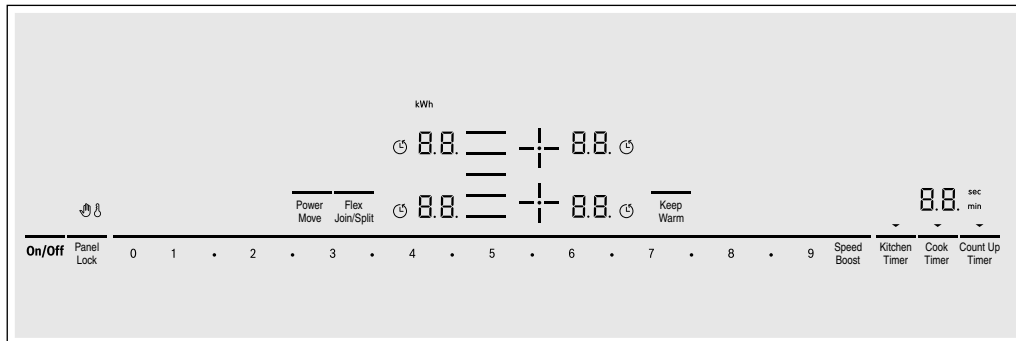 kWh
8.8. 8.8.
8.8. 8.8.
Power
Move
Flex
Join/Split
Keep
Warm
8.8.
sec
min
On/Off
Panel
Lock
0 1 . 2 . 3 . 4 . 5 . 6 . 7 . 8 . 9
Speed
Boost
Kitchen
Timer
Cook
Timer
Count Up
Timer